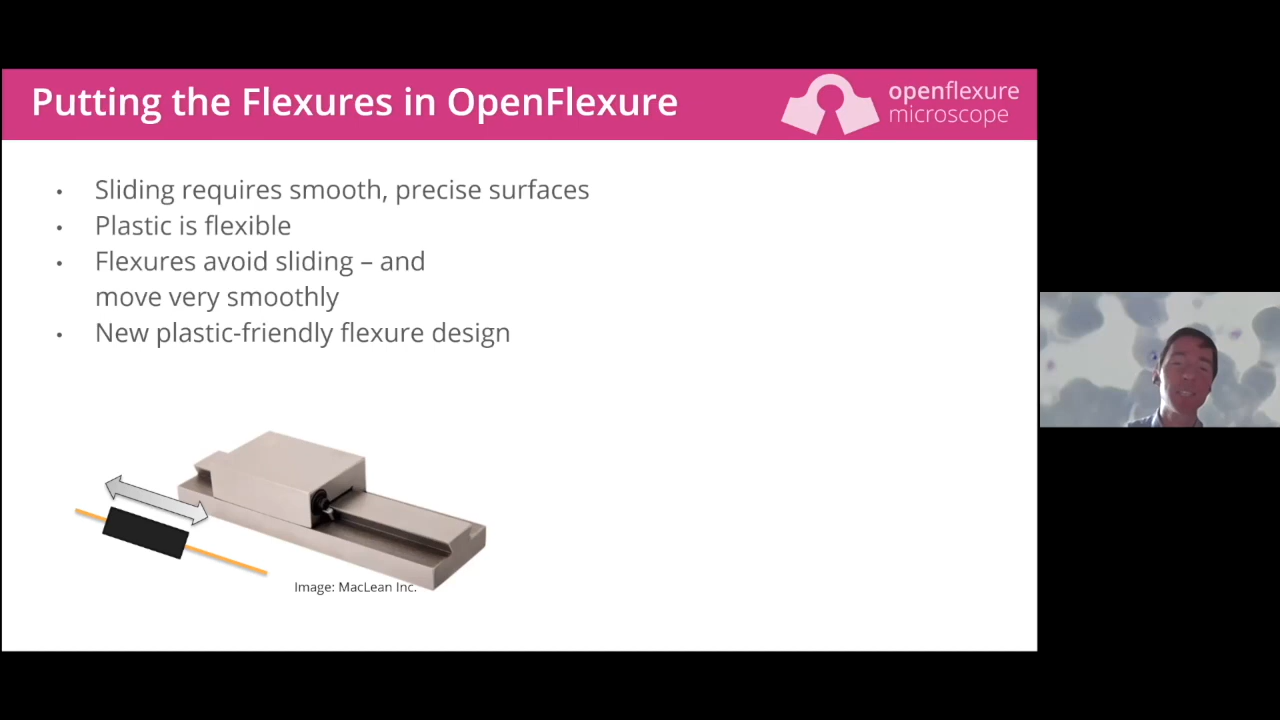 Putting the Flexures in OpenFlexure
openflexure
microscope
• Sliding requires smooth, precise surfaces
• Plastic is flexible
• Flexures avoid sliding – and
move very smoothly
• New plastic-friendly flexure design
Image: MacLean Inc.